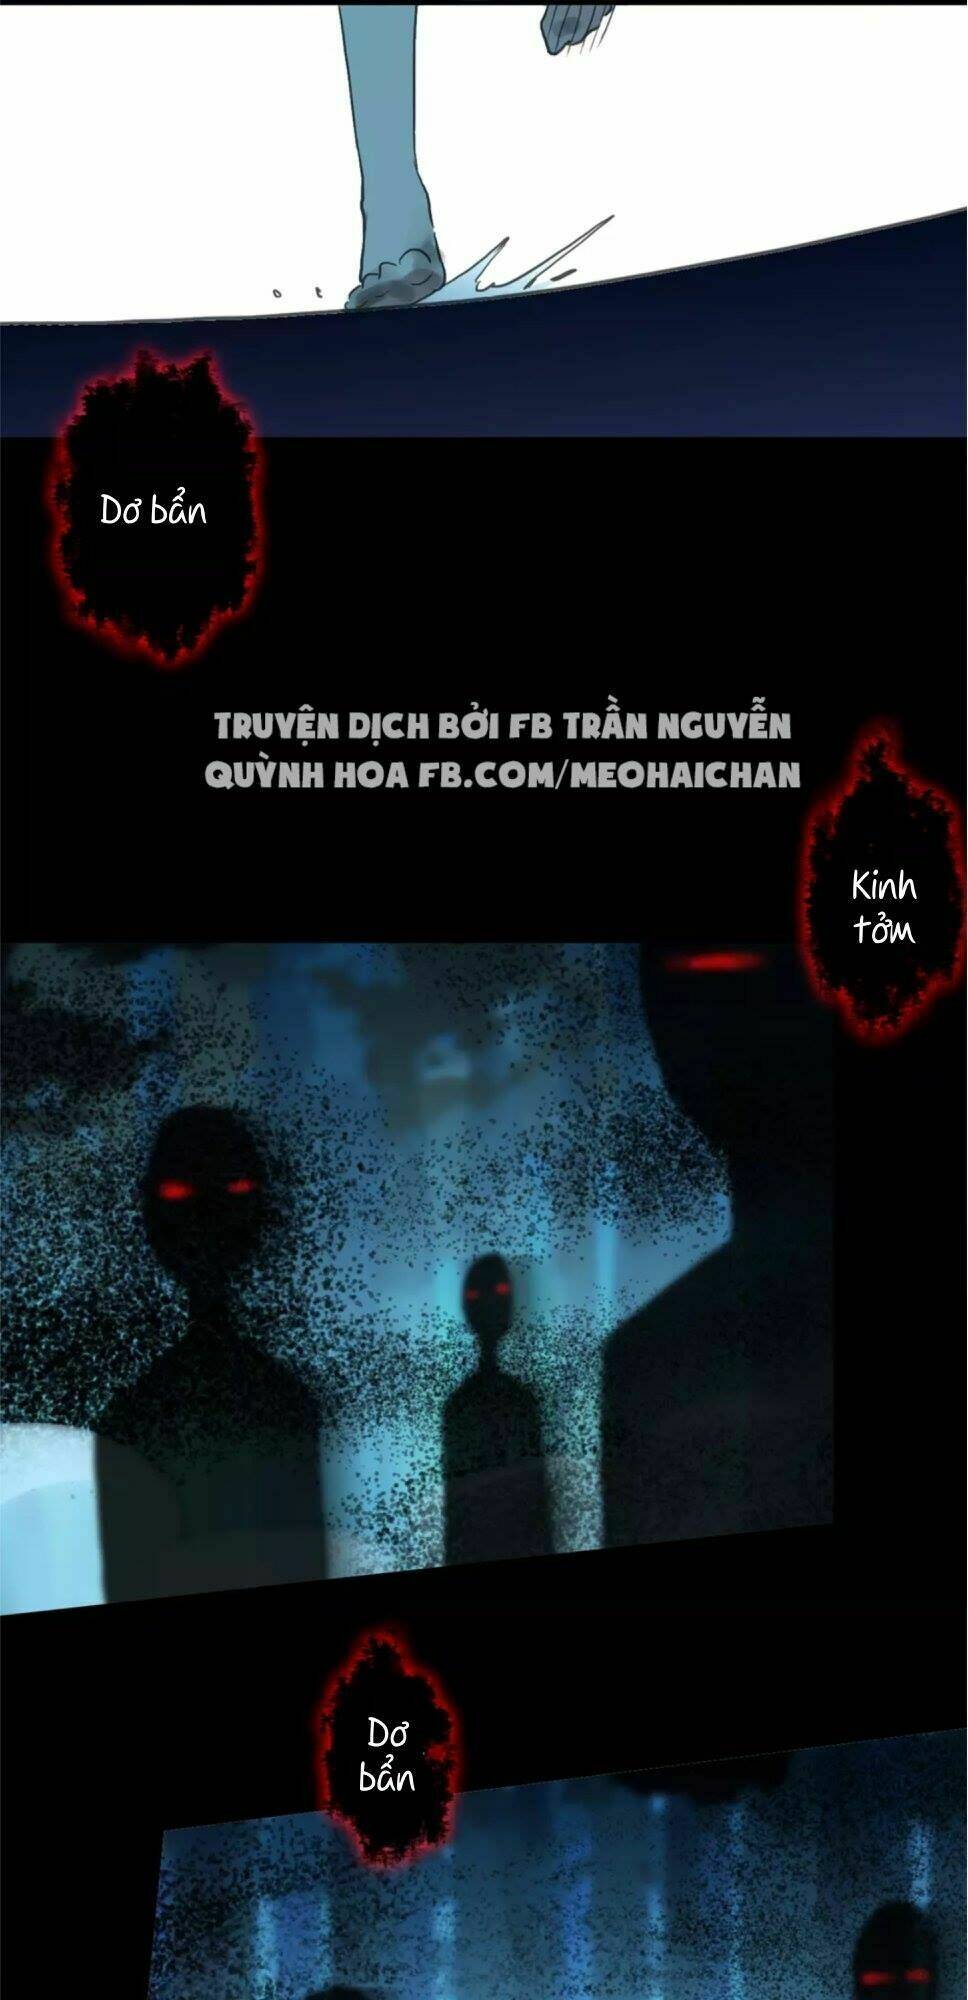 Dơ bẩn
TRUYỆN DỊCH BỞI FB TRẦN NGUYỄN
QUỲNH HOA FB.COM/MEOHAICHAN
Kinh
tởm
Dơ
bẩn